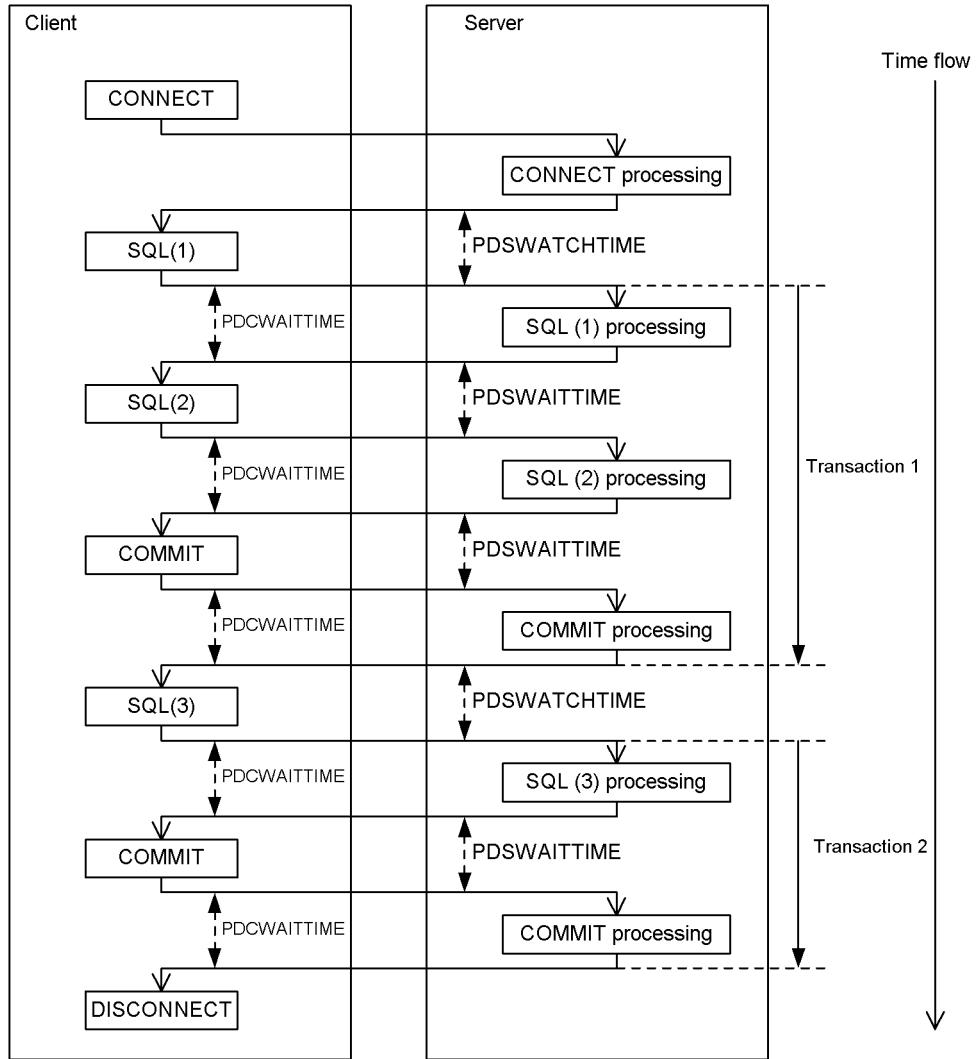 Client
Server
Time flow
CONNECT
CONNECT processing
PDSWATCHTIME
SQL(1)
PDCWAITTIME
SQL (1) processing
PDSWAITTIME
SQL(2)
PDCWAITTIME
SQL (2) processing
Transaction 1
PDSWAITTIME
COMMIT
PDCWAITTIME
COMMIT processing
PDSWATCHTIME
SQL(3)
PDCWAITTIME
SQL (3) processing
PDSWAITTIME
Transaction 2
COMMIT
PDCWAITTIME
COMMIT processing
DISCONNECT